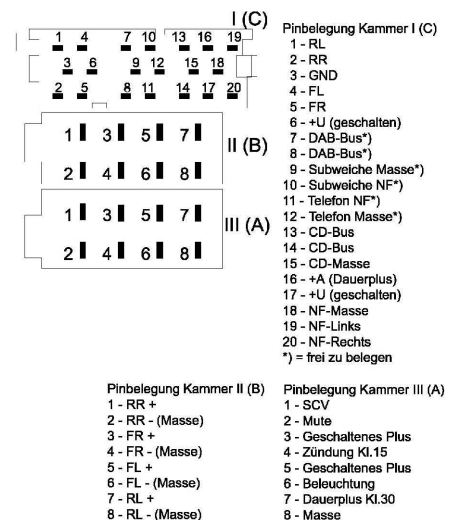 I (C)
1 4 7 10 13 16 19
3 6 9 12 15 18
2 5 8 11 14 17 20
1 3 5 7
II (B)
2 4 6 8
1 3 5 7
III (A)
2 4 6 8
Pinbelegung Kammer I (C)
1 - RL
2 - RR
3 - GND
4 - FL
5 - FR
6 - +U (geschalten)
7 - DAB-Bus*)
8 - DAB-Bus*)
9 - Subweiche Masse*)
10 - Subweiche NF*)
11 - Telefon NF*)
12 - Telefon Masse*)
13 - CD-Bus
14 - CD-Bus
15 - CD-Masse
16 - +A (Dauerplus)
17 - +U (geschalten)
18 - NF-Masse
19 - NF-Links
20 - NF-Rechts
*) = frei zu belegen
Pinbelegung Kammer II (B)
1 - RR +
2 - RR - (Masse)
3 - FR +
4 - FR - (Masse)
5 - FL +
6 - FL - (Masse)
7 - RL +
8 - RL - (Masse)
Pinbelegung Kammer III (A)
1 - SCV
2 - Mute
3 - Geschaltenes Plus
4 - Zündung Kl.15
5 - Geschaltenes Plus
6 - Beleuchtung
7 - Dauerplus Kl.30
8 - Masse